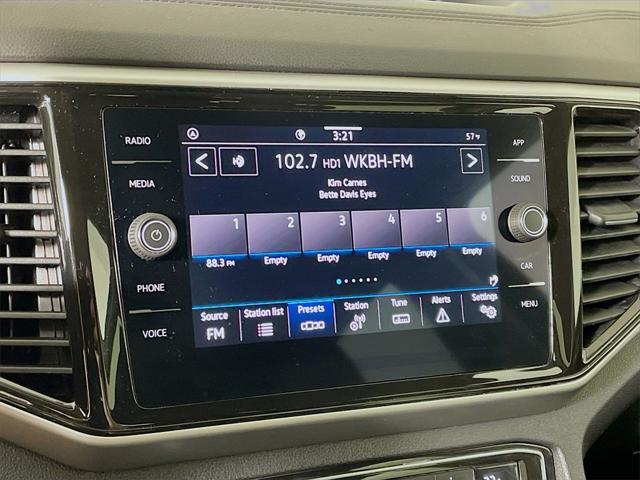 RADIO
MEDIA
PHONE
VOICE
3:21
57°F
102.7 HD1 WKBH-FM
Kim Carnes
Bette Davis Eyes
1 2 3 4 5 6
88.3 FM Empty Empty Empty Empty Empty
Source Station list Presets Station Tune Alerts Settings
FM
APP
SOUND
CAR
MENU